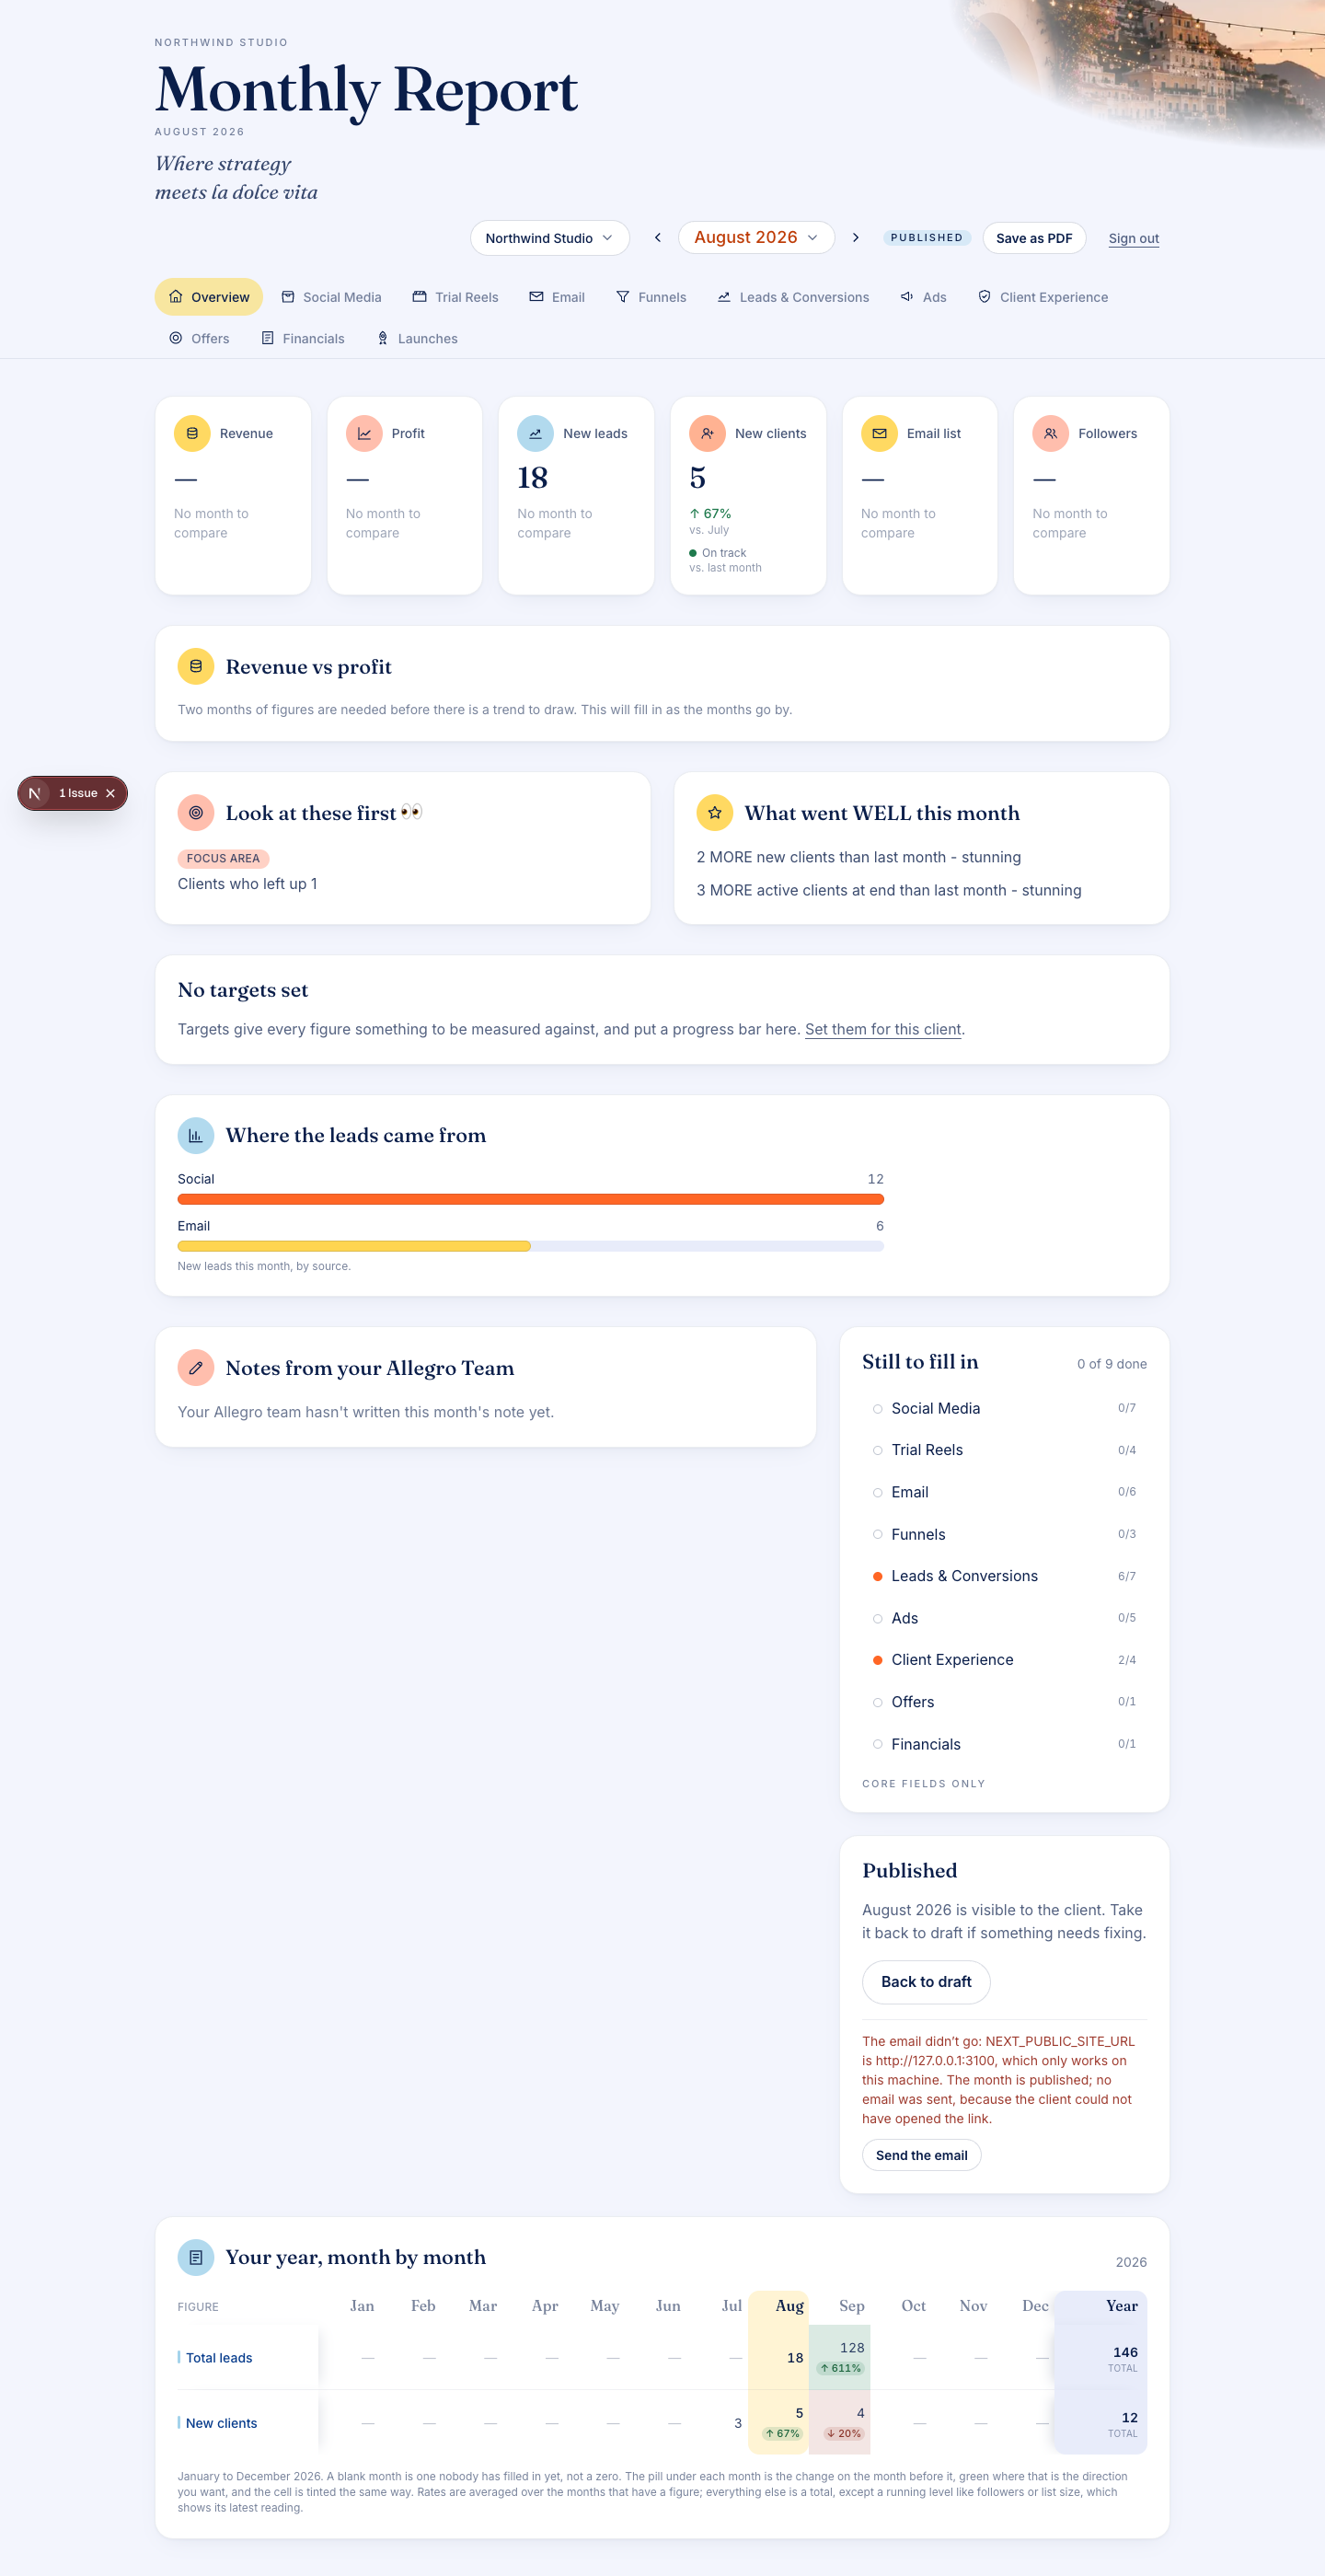 NORTHWIND STUDIO
Monthly Report
AUGUST 2026
Where strategy
meets la dolce vita
Northwind Studio
August 2026
PUBLISHED
Save as PDF
Sign out
Overview
Social Media
Trial Reels
Email
Funnels
Leads & Conversions
Ads
Client Experience
Offers
Financials
Launches
Revenue
—
No month to
compare
Profit
—
No month to
compare
New leads
18
No month to
compare
New clients
5
↑ 67%
vs. July
On track
vs. last month
Email list
—
No month to
compare
Followers
—
No month to
compare
Revenue vs profit
Two months of figures are needed before there is a trend to draw. This will fill in as the months go by.
N 1 Issue ×
Look at these first 👀
FOCUS AREA
Clients who left up 1
What went WELL this month
2 MORE new clients than last month - stunning
3 MORE active clients at end than last month - stunning
No targets set
Targets give every figure something to be measured against, and put a progress bar here. Set them for this client.
Where the leads came from
Social 12
Email 6
New leads this month, by source.
Notes from your Allegro Team
Your Allegro team hasn't written this month's note yet.
Still to fill in 0 of 9 done
Social Media 0/7
Trial Reels 0/4
Email 0/6
Funnels 0/3
Leads & Conversions 6/7
Ads 0/5
Client Experience 2/4
Offers 0/1
Financials 0/1
CORE FIELDS ONLY
Published
August 2026 is visible to the client. Take
it back to draft if something needs fixing.
Back to draft
The email didn't go: NEXT_PUBLIC_SITE_URL
is http://127.0.0.1:3100, which only works on
this machine. The month is published; no
email was sent, because the client could not
have opened the link.
Send the email
Your year, month by month 2026
FIGURE Jan Feb Mar Apr May Jun Jul Aug Sep Oct Nov Dec Year
Total leads — — — — — — — 18 128 — — — 146
↑ 611% TOTAL
New clients — — — — — — 3 5 4 — — — 12
↑ 67% ↓ 20% TOTAL
January to December 2026. A blank month is one nobody has filled in yet, not a zero. The pill under each month is the change on the month before it, green where that is the direction
you want, and the cell is tinted the same way. Rates are averaged over the months that have a figure; everything else is a total, except a running level like followers or list size, which
shows its latest reading.